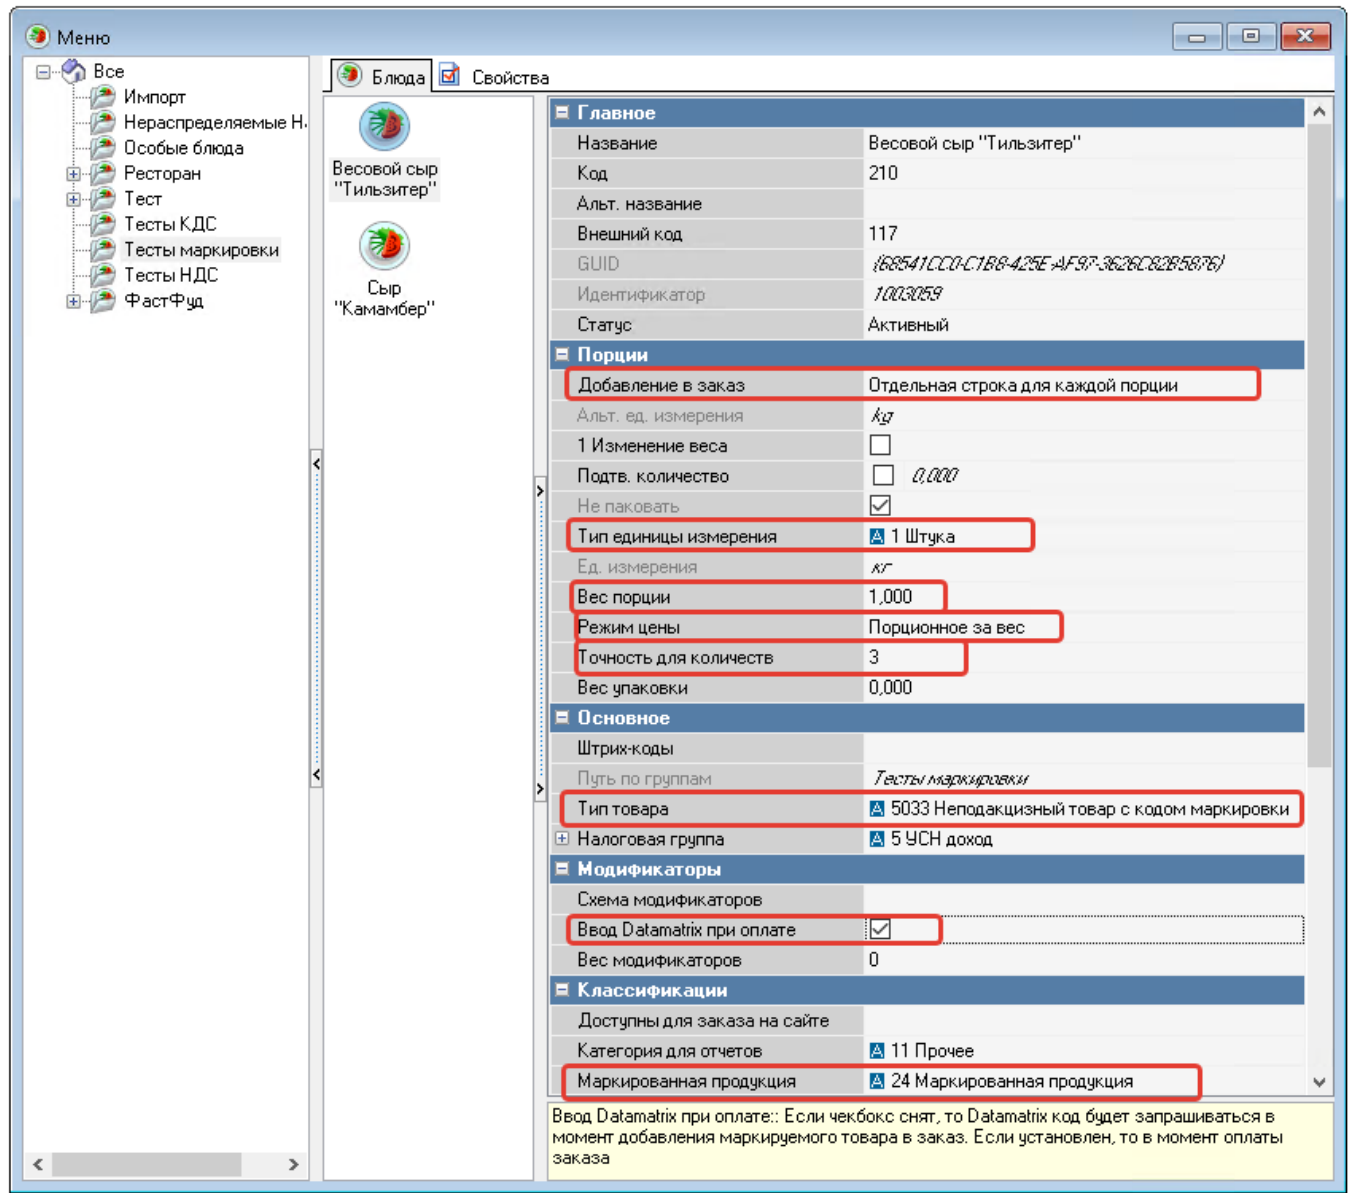 Меню
Все
Импорт
Нераспределяемые Н
Особые блюда
Ресторан
Тест
Тесты КДС
Тесты маркировки
Тесты НДС
ФастФуд
Блюда
Свойства
Весовой сыр
"Тильзитер"
Сыр
"Камамбер"
Главное
Название Весовой сыр "Тильзитер"
Код 210
Альт. название
Внешний код 117
GUID {68541CC0-C1B8-425E-AF97-3626C82B5876}
Идентификатор 1003059
Статус Активный
Порции
Добавление в заказ Отдельная строка для каждой порции
Альт. ед. измерения kg
1 Изменение веса
Подтв. количество 0,000
Не паковать
Тип единицы измерения А 1 Штука
Ед. измерения кг
Вес порции 1,000
Режим цены Порционное за вес
Точность для количеств 3
Вес упаковки 0,000
Основное
Штрих-коды
Путь по группам Тесты маркировки
Тип товара А 5033 Неподакцизный товар с кодом маркировки
Налоговая группа А 5 УСН доход
Модификаторы
Схема модификаторов
Ввод Datamatrix при оплате
Вес модификаторов 0
Классификации
Доступны для заказа на сайте
Категория для отчетов А 11 Прочее
Маркированная продукция А 24 Маркированная продукция
Ввод Datamatrix при оплате:: Если чекбокс снят, то Datamatrix код будет запрашиваться в
момент добавления маркируемого товара в заказ. Если установлен, то в момент оплаты
заказа